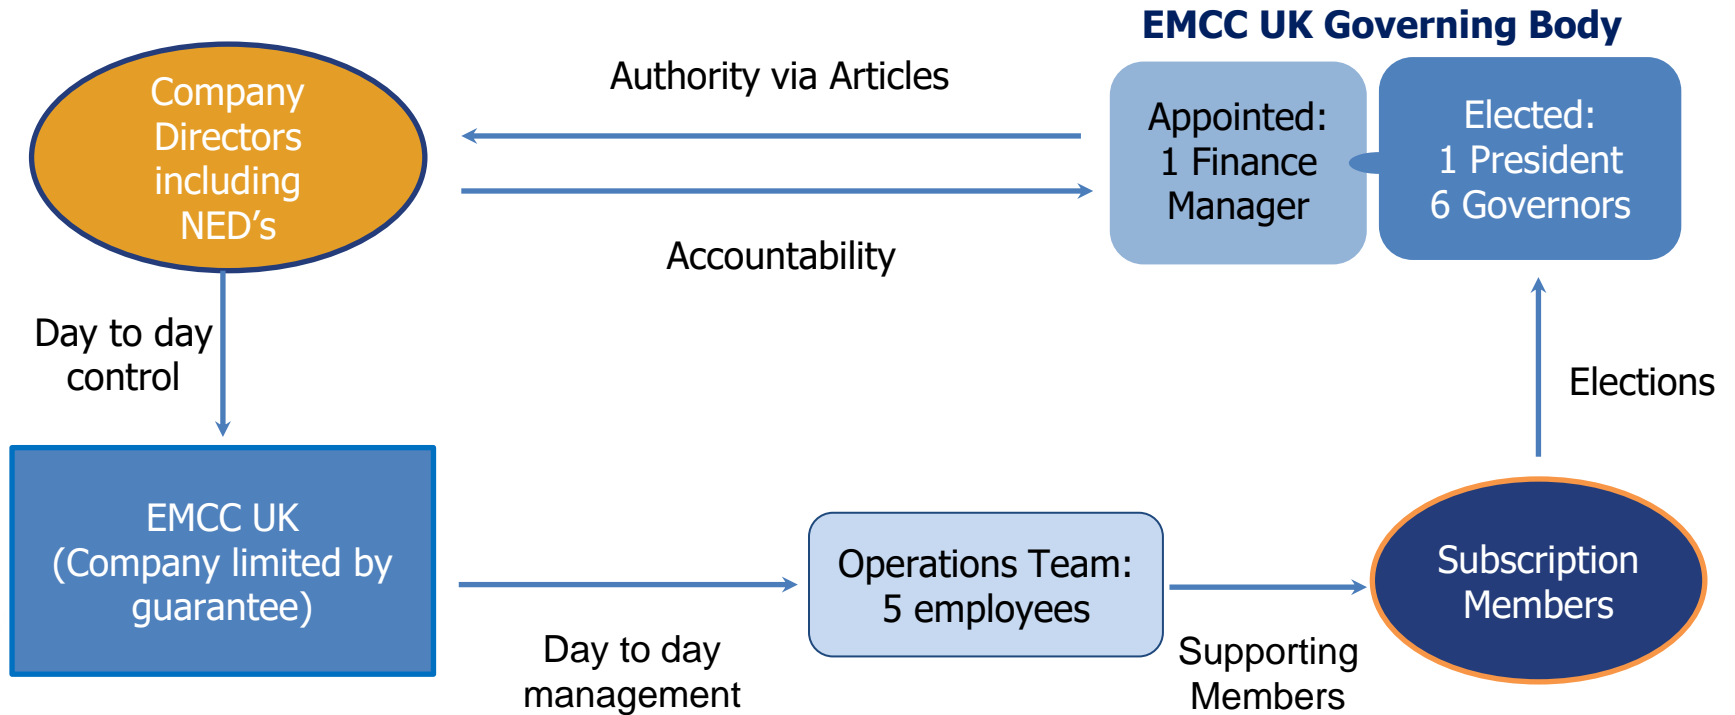 EMCC UK Governing Body
Company
Directors
including
NED's
Authority via Articles
Accountability
Appointed:
1 Finance
Manager
Elected:
1 President
6 Governors
Day to day
control
Elections
EMCC UK
(Company limited by
guarantee)
Day to day
management
Operations Team:
5 employees
Supporting
Members
Subscription
Members